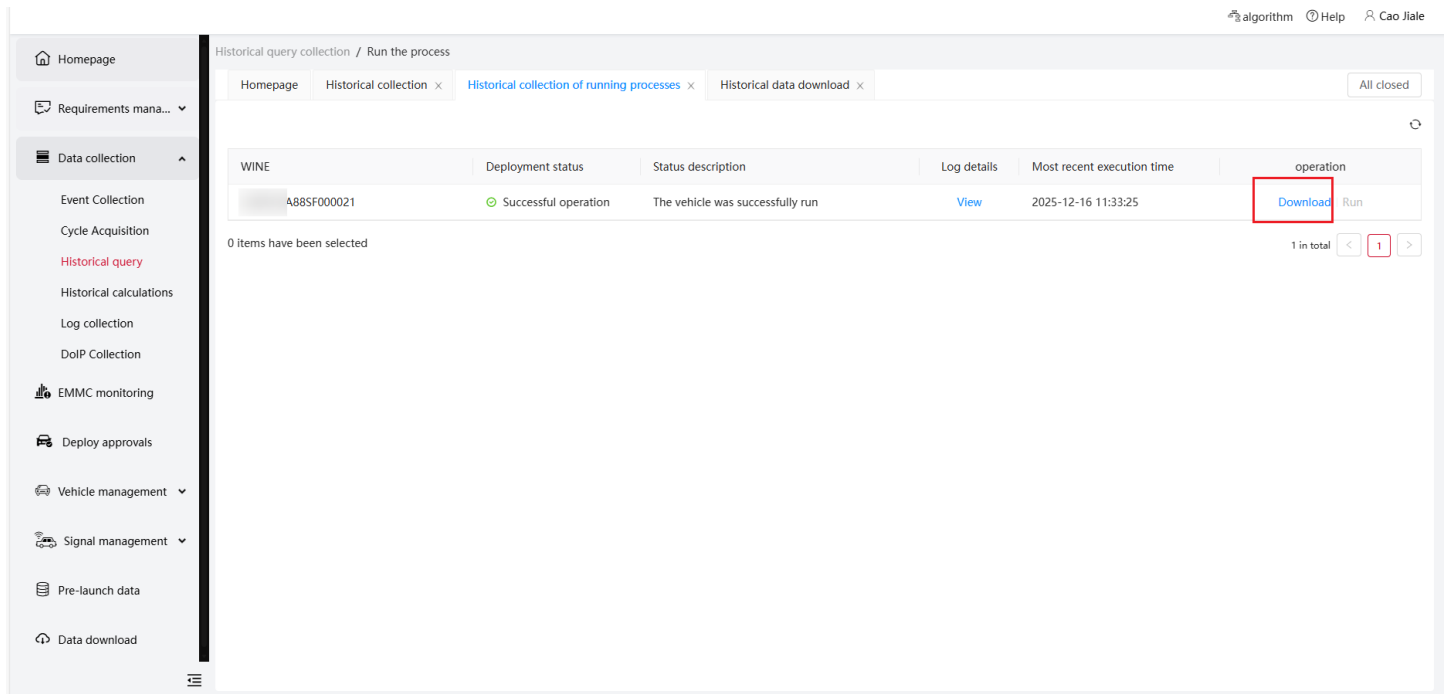 algorithm Help Cao Jiale
Homepage
Requirements mana...
Data collection
Event Collection
Cycle Acquisition
Historical query
Historical calculations
Log collection
DoIP Collection
EMMC monitoring
Deploy approvals
Vehicle management
Signal management
Pre-launch data
Data download
Historical query collection / Run the process
Homepage Historical collection × Historical collection of running processes × Historical data download × All closed
WINE Deployment status Status description Log details Most recent execution time operation
A88SF000021 Successful operation The vehicle was successfully run View 2025-12-16 11:33:25 Download Run
0 items have been selected 1 in total < 1 >